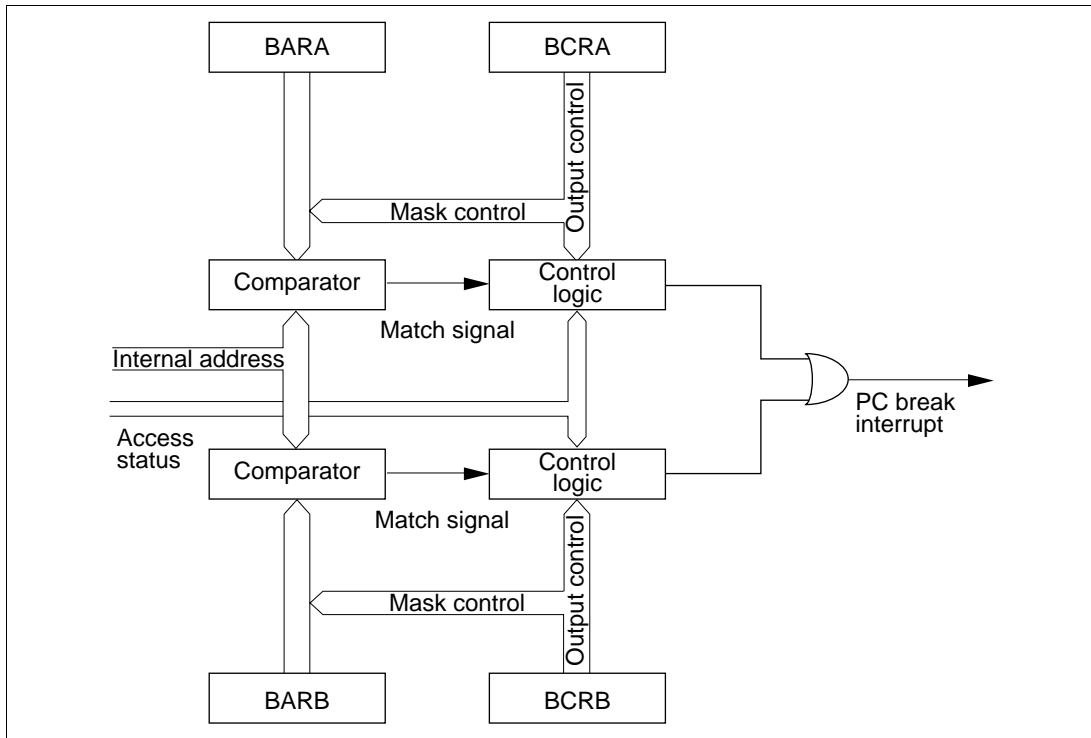 BARA
BCRA
Output control
Mask control
Comparator
Control
logic
Match signal
Internal address
Access
status
PC break
interrupt
Comparator
Control
logic
Match signal
Output control
Mask control
BARB
BCRB